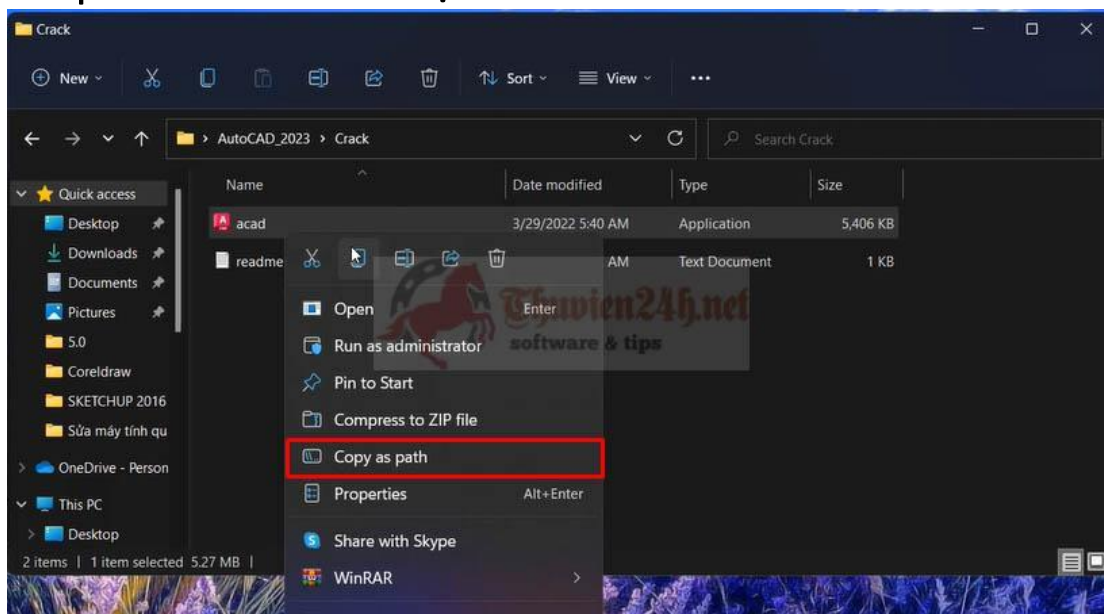 Crack
New
Sort
View
AutoCAD_2023 > Crack
Search Crack
Quick access
Desktop
Downloads
Documents
Pictures
5.0
Coreldraw
SKETCHUP 2016
Sửa máy tính qu
OneDrive - Person
This PC
Desktop
Name Date modified Type Size
acad 3/29/2022 5:40 AM Application 5,406 KB
readme AM Text Document 1 KB
Open Enter
Run as administrator
Pin to Start
Compress to ZIP file
Copy as path
Properties Alt+Enter
Share with Skype
WinRAR
Thuvien24h.net
software & tips
2 items | 1 item selected 5.27 MB |